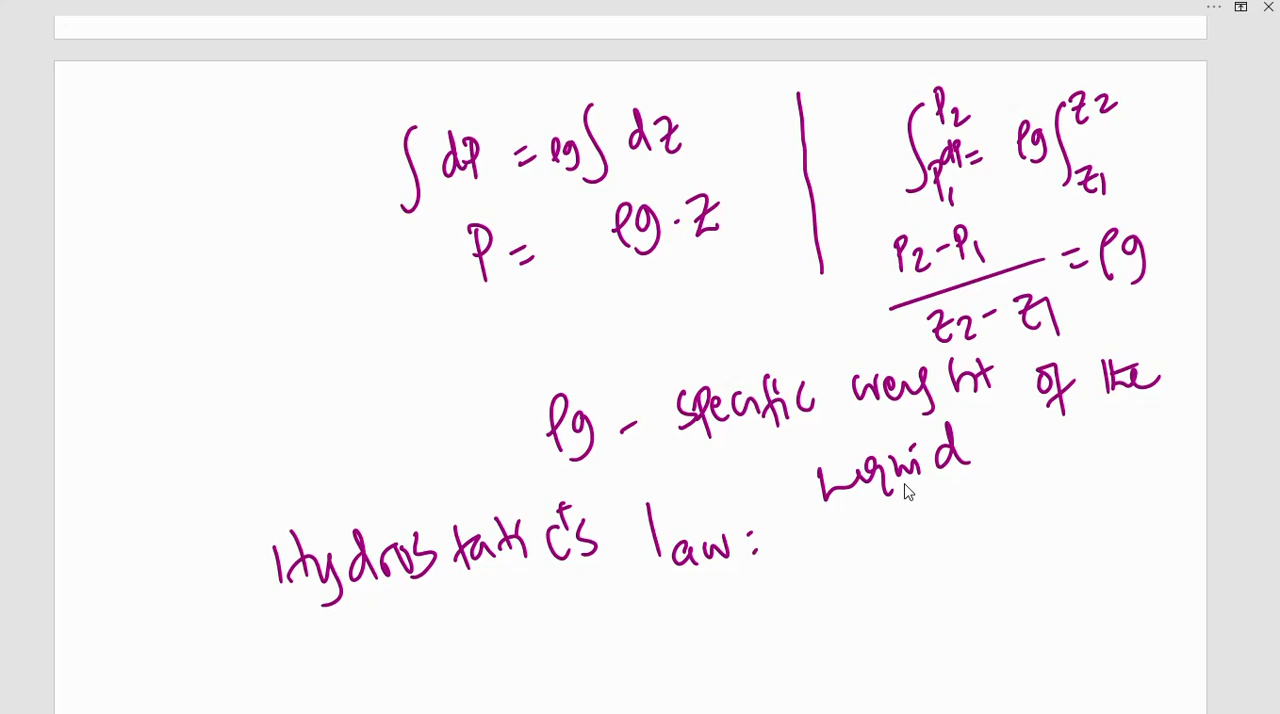 ∫ dP = ρg ∫ dz
P = ρg · Z
∫_{P1}^{P2} dP = ρg ∫_{Z1}^{Z2}
P2 - P1 / Z2 - Z1 = ρg
ρg - specific weight of the
Liquid
Hydrostatic's law: